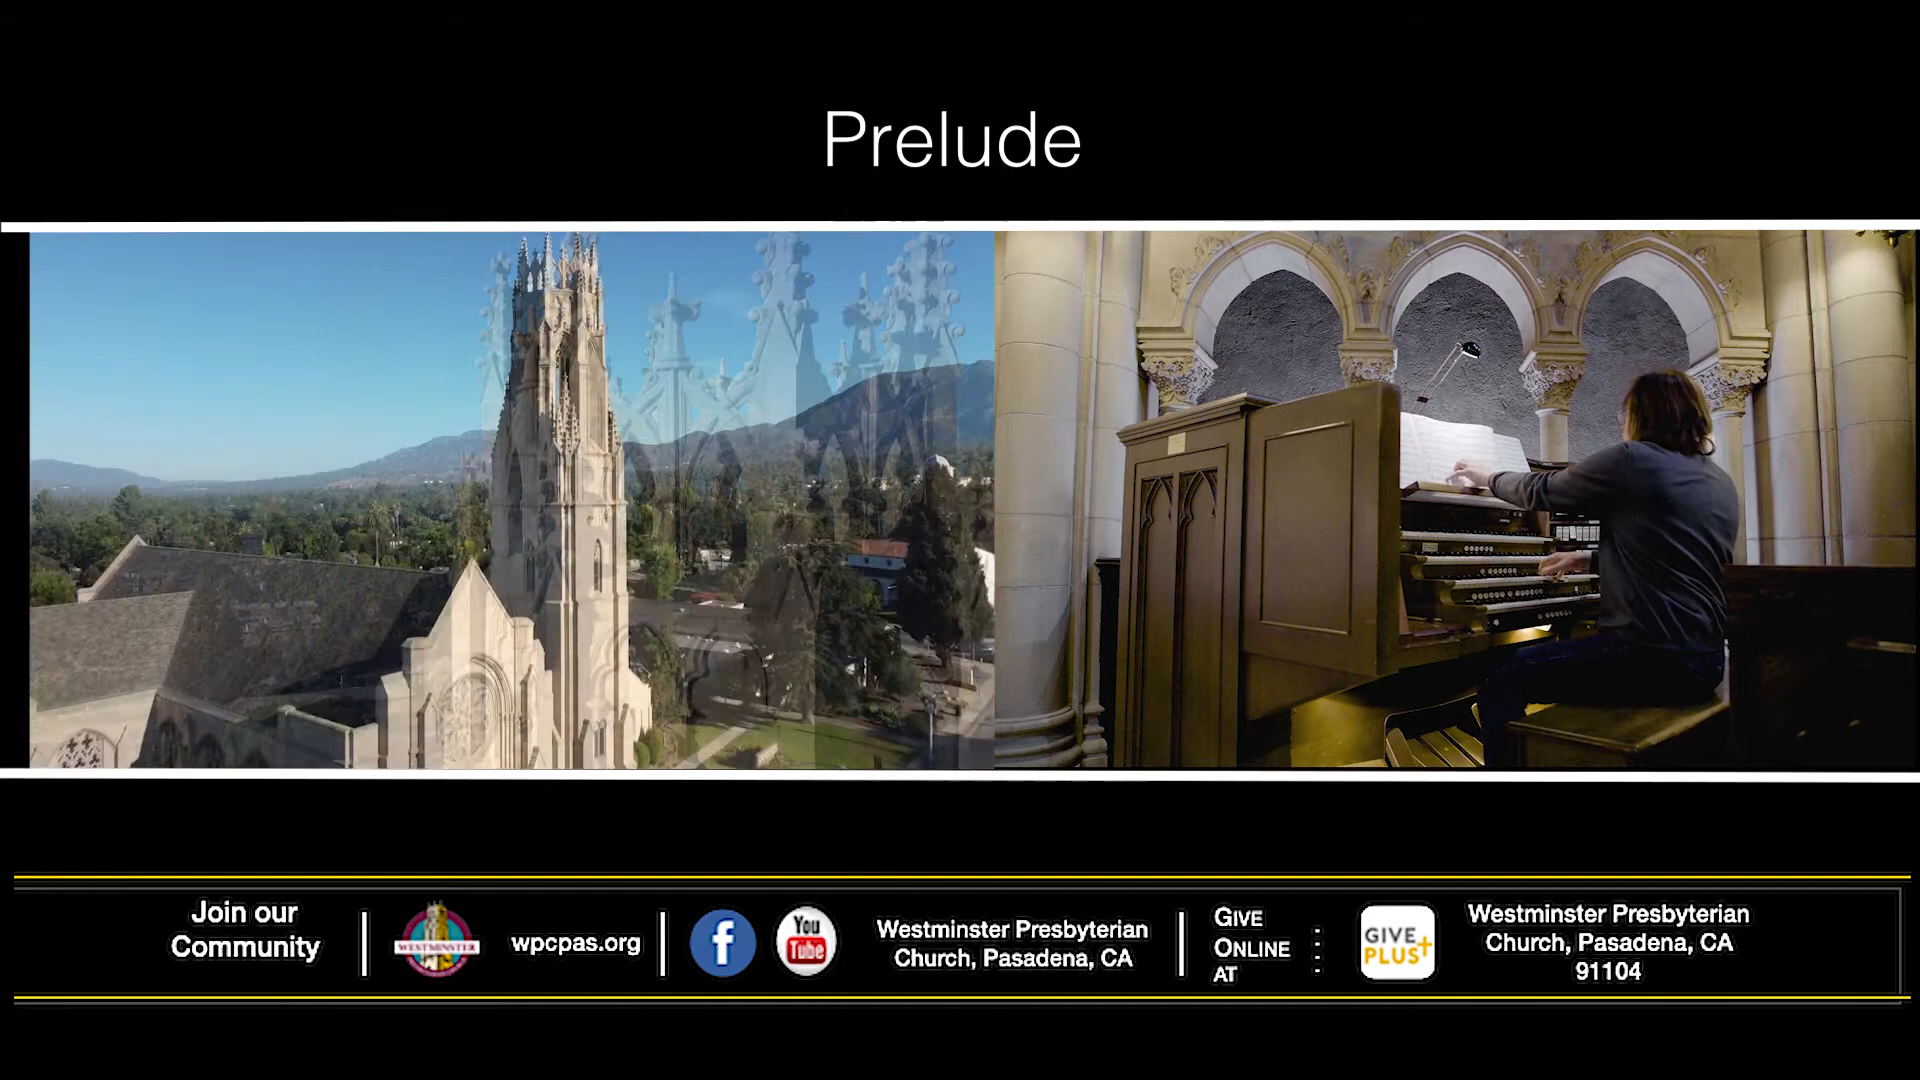 Prelude
Join our
Community
WESTMINSTER
wpcpas.org
f
You
Tube
Westminster Presbyterian
Church, Pasadena, CA
GIVE
ONLINE
AT
GIVE
PLUS+
Westminster Presbyterian
Church, Pasadena, CA
91104